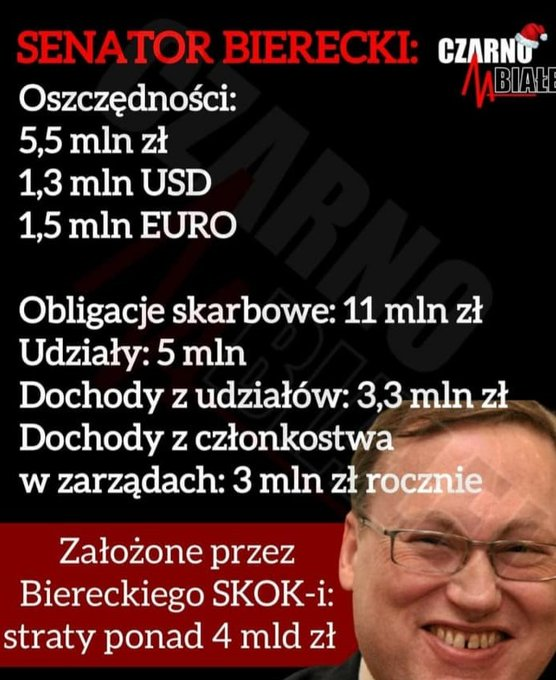 SENATOR BIERECKI:
CZARNO
BIAŁE
Oszczędności:
5,5 mln zł
1,3 mln USD
1,5 mln EURO
Obligacje skarbowe: 11 mln zł
Udziały: 5 mln
Dochody z udziałów: 3,3 mln zł
Dochody z członkostwa
w zarządach: 3 mln zł rocznie
Założone przez
Biereckiego SKOK-i:
straty ponad 4 mld zł